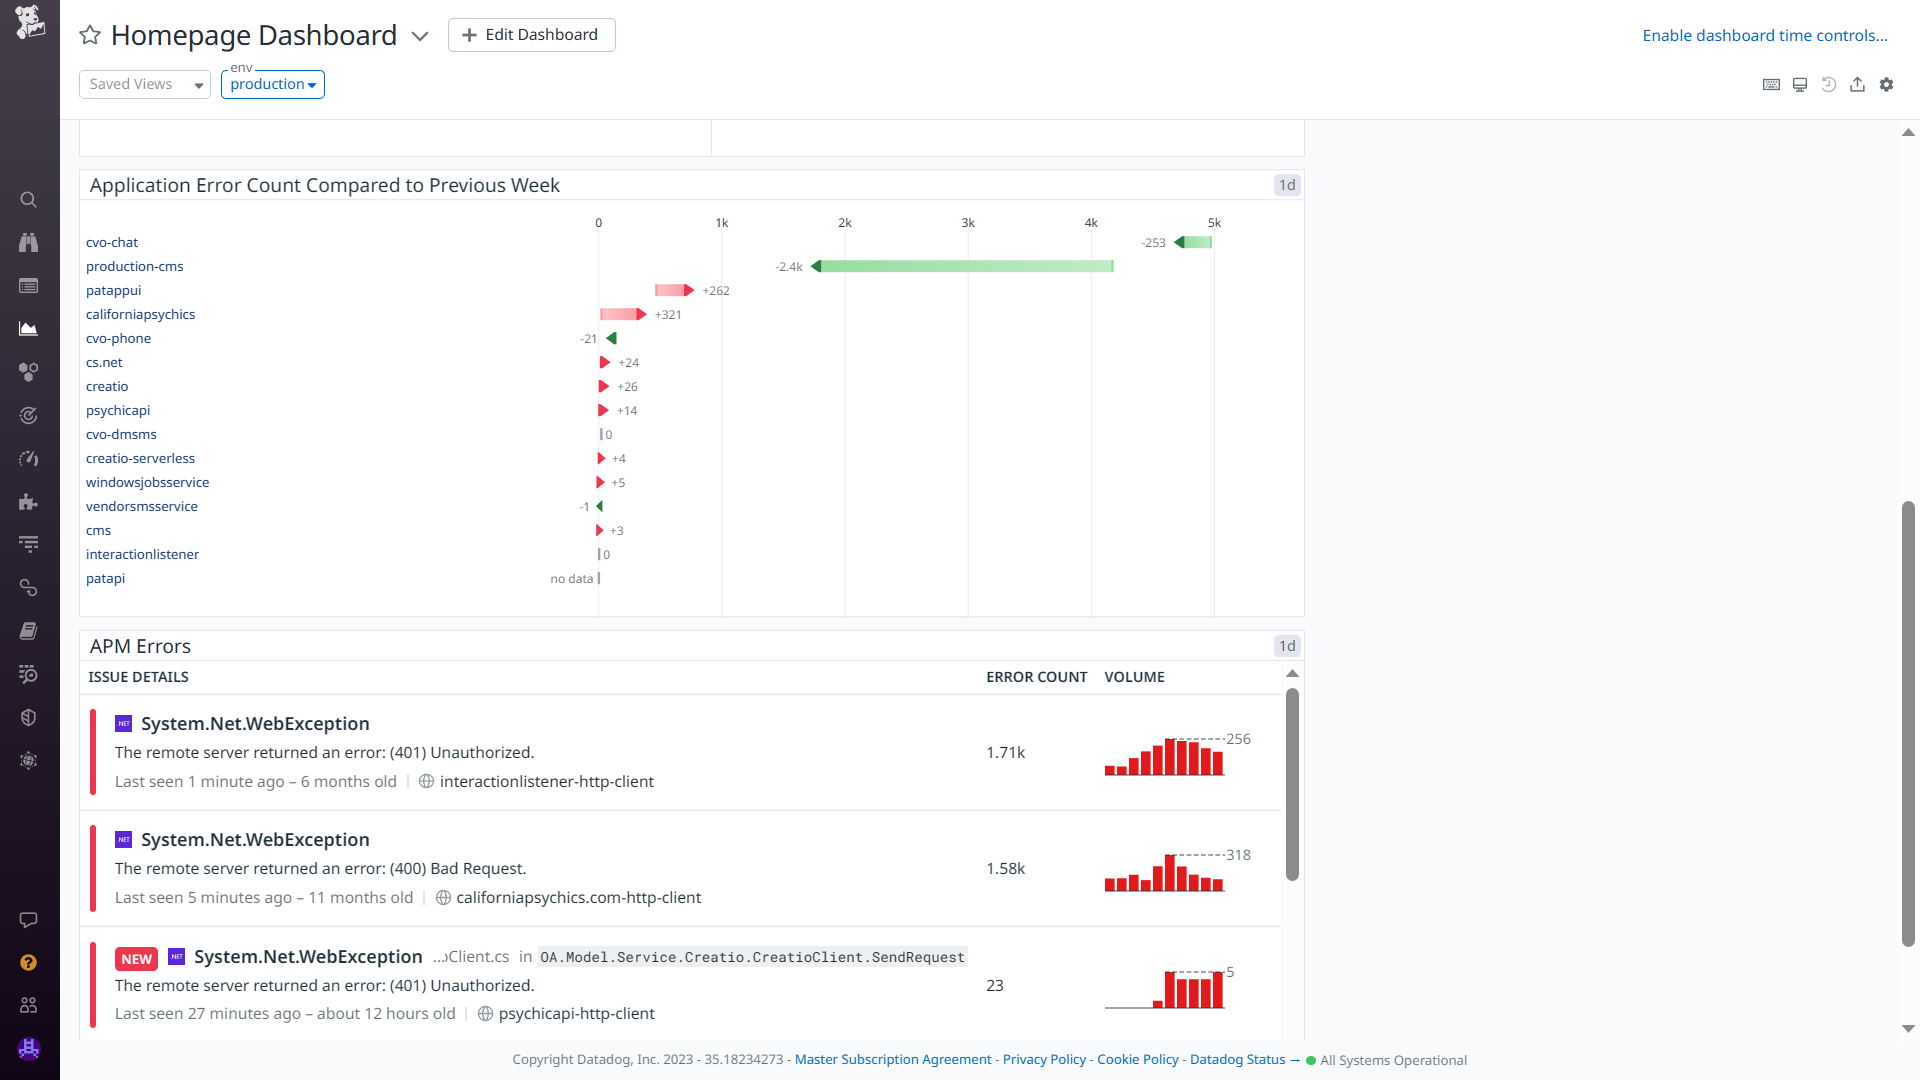 Homepage Dashboard
Edit Dashboard
Enable dashboard time controls...
Saved Views
env
production
Application Error Count Compared to Previous Week
1d
0 1k 2k 3k 4k 5k
cvo-chat -253
production-cms -2.4k
patappui +262
californiapsychics +321
cvo-phone -21
cs.net +24
creatio +26
psychicapi +14
cvo-dmsms 0
creatio-serverless +4
windowsjobsservice +5
vendorsmsservice -1
cms +3
interactionlistener 0
patapi no data
APM Errors
1d
ISSUE DETAILS ERROR COUNT VOLUME
.NET System.Net.WebException
The remote server returned an error: (401) Unauthorized. 1.71k 256
Last seen 1 minute ago – 6 months old | interactionlistener-http-client
.NET System.Net.WebException
The remote server returned an error: (400) Bad Request. 1.58k 318
Last seen 5 minutes ago – 11 months old | californiapsychics.com-http-client
NEW .NET System.Net.WebException ...Client.cs in OA.Model.Service.Creatio.CreatioClient.SendRequest
The remote server returned an error: (401) Unauthorized. 23 5
Last seen 27 minutes ago – about 12 hours old | psychicapi-http-client
Copyright Datadog, Inc. 2023 - 35.18234273 - Master Subscription Agreement - Privacy Policy - Cookie Policy - Datadog Status → All Systems Operational